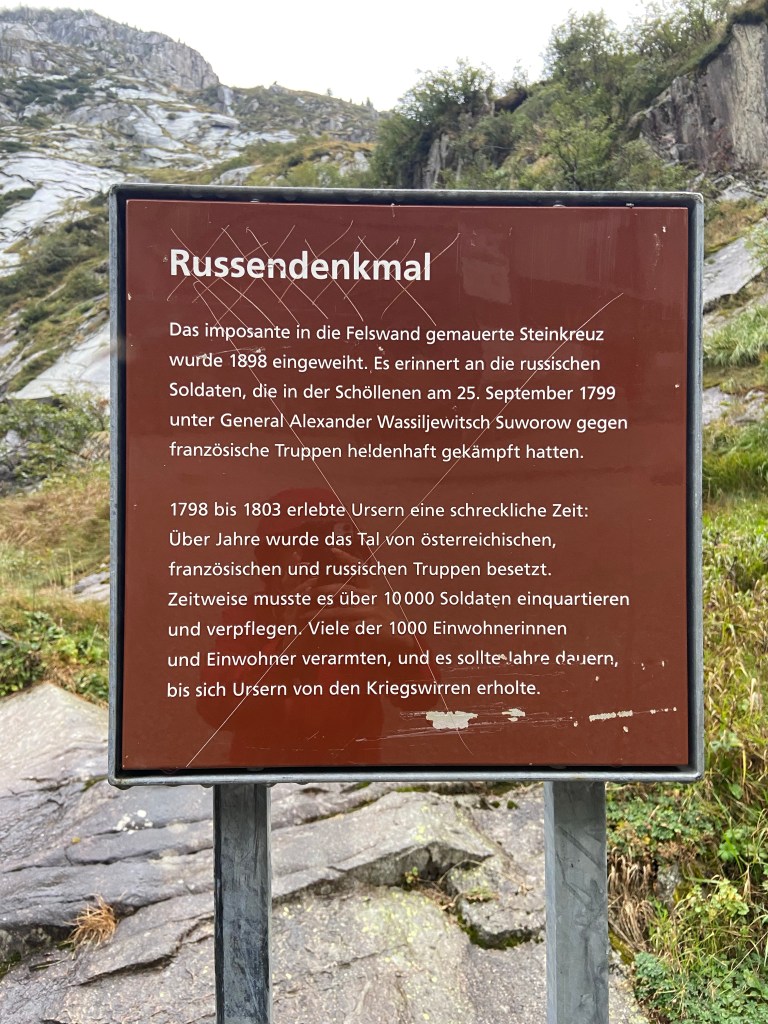 Russendenkmal
Das imposante in die Felswand gemauerte Steinkreuz
wurde 1898 eingeweiht. Es erinnert an die russischen
Soldaten, die in der Schöllenen am 25. September 1799
unter General Alexander Wassiljewitsch Suworow gegen
französische Truppen heldenhaft gekämpft hatten.
1798 bis 1803 erlebte Ursern eine schreckliche Zeit:
Über Jahre wurde das Tal von österreichischen,
französischen und russischen Truppen besetzt.
Zeitweise musste es über 10 000 Soldaten einquartieren
und verpflegen. Viele der 1000 Einwohnerinnen
und Einwohner verarmten, und es sollte Jahre dauern,
bis sich Ursern von den Kriegswirren erholte.